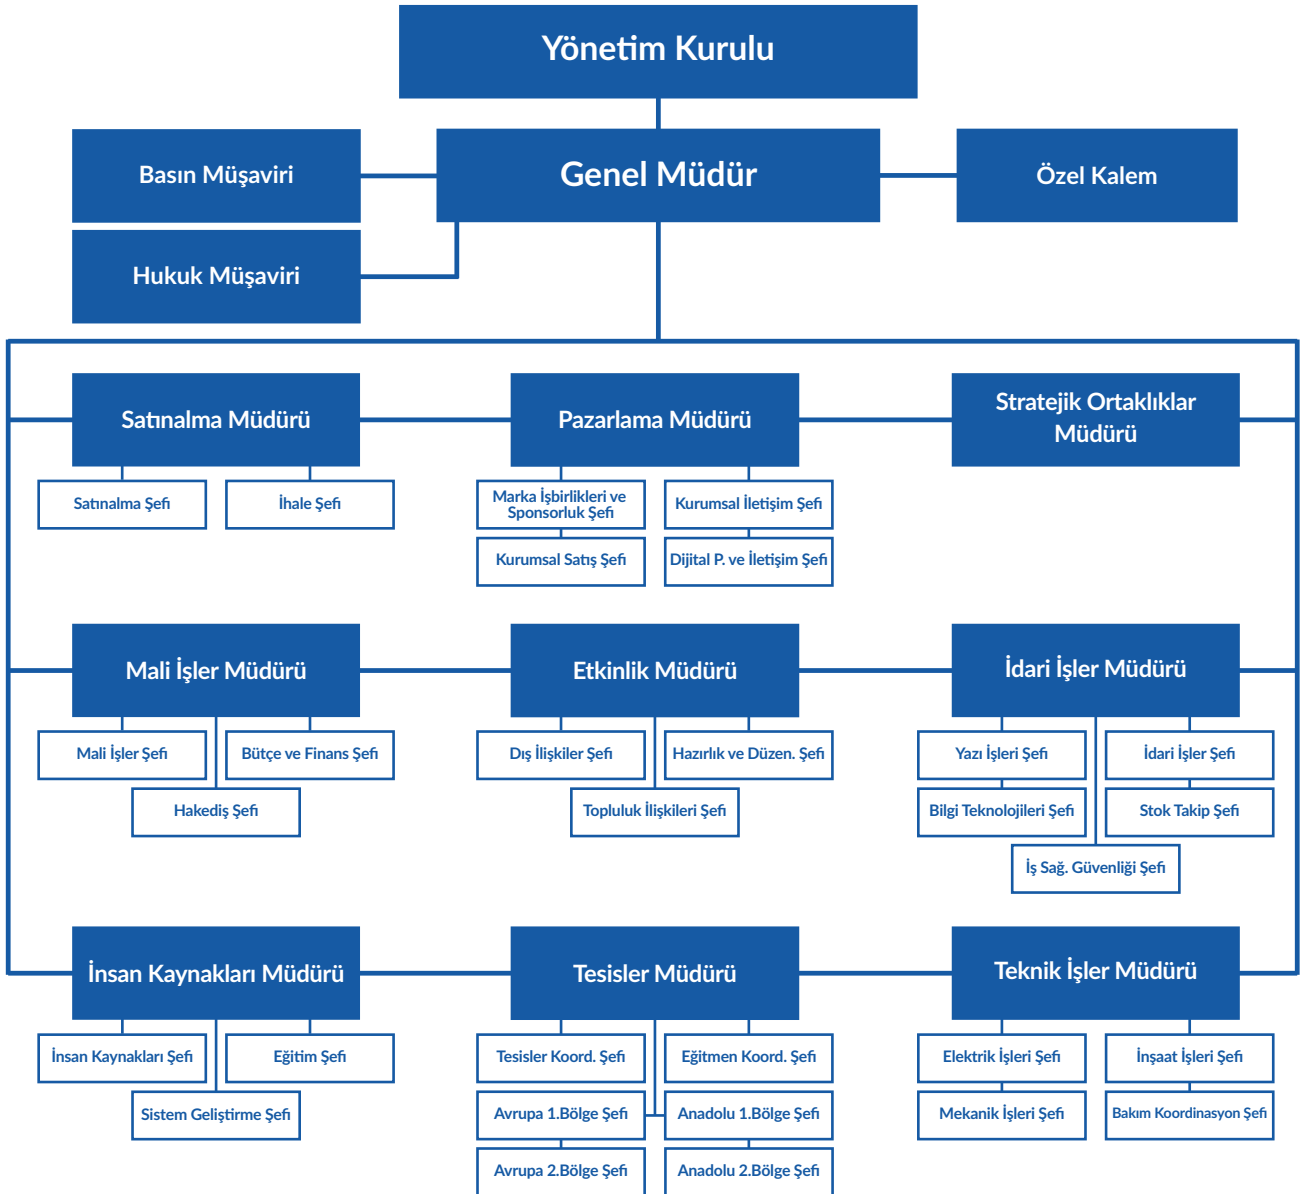 Yönetim Kurulu
Basın Müşaviri
Genel Müdür
Özel Kalem
Hukuk Müşaviri
Satınalma Müdürü
Pazarlama Müdürü
Stratejik Ortaklıklar
Müdürü
Satınalma Şefi
İhale Şefi
Marka İşbirlikleri ve
Sponsorluk Şefi
Kurumsal İletişim Şefi
Kurumsal Satış Şefi
Dijital P. ve İletişim Şefi
Mali İşler Müdürü
Etkinlik Müdürü
İdari İşler Müdürü
Mali İşler Şefi
Bütçe ve Finans Şefi
Hakediş Şefi
Dış İlişkiler Şefi
Hazırlık ve Düzen. Şefi
Topluluk İlişkileri Şefi
Yazı İşleri Şefi
İdari İşler Şefi
Bilgi Teknolojileri Şefi
Stok Takip Şefi
İş Sağ. Güvenliği Şefi
İnsan Kaynakları Müdürü
Tesisler Müdürü
Teknik İşler Müdürü
İnsan Kaynakları Şefi
Eğitim Şefi
Sistem Geliştirme Şefi
Tesisler Koord. Şefi
Eğitmen Koord. Şefi
Avrupa 1.Bölge Şefi
Anadolu 1.Bölge Şefi
Avrupa 2.Bölge Şefi
Anadolu 2.Bölge Şefi
Elektrik İşleri Şefi
İnşaat İşleri Şefi
Mekanik İşleri Şefi
Bakım Koordinasyon Şefi